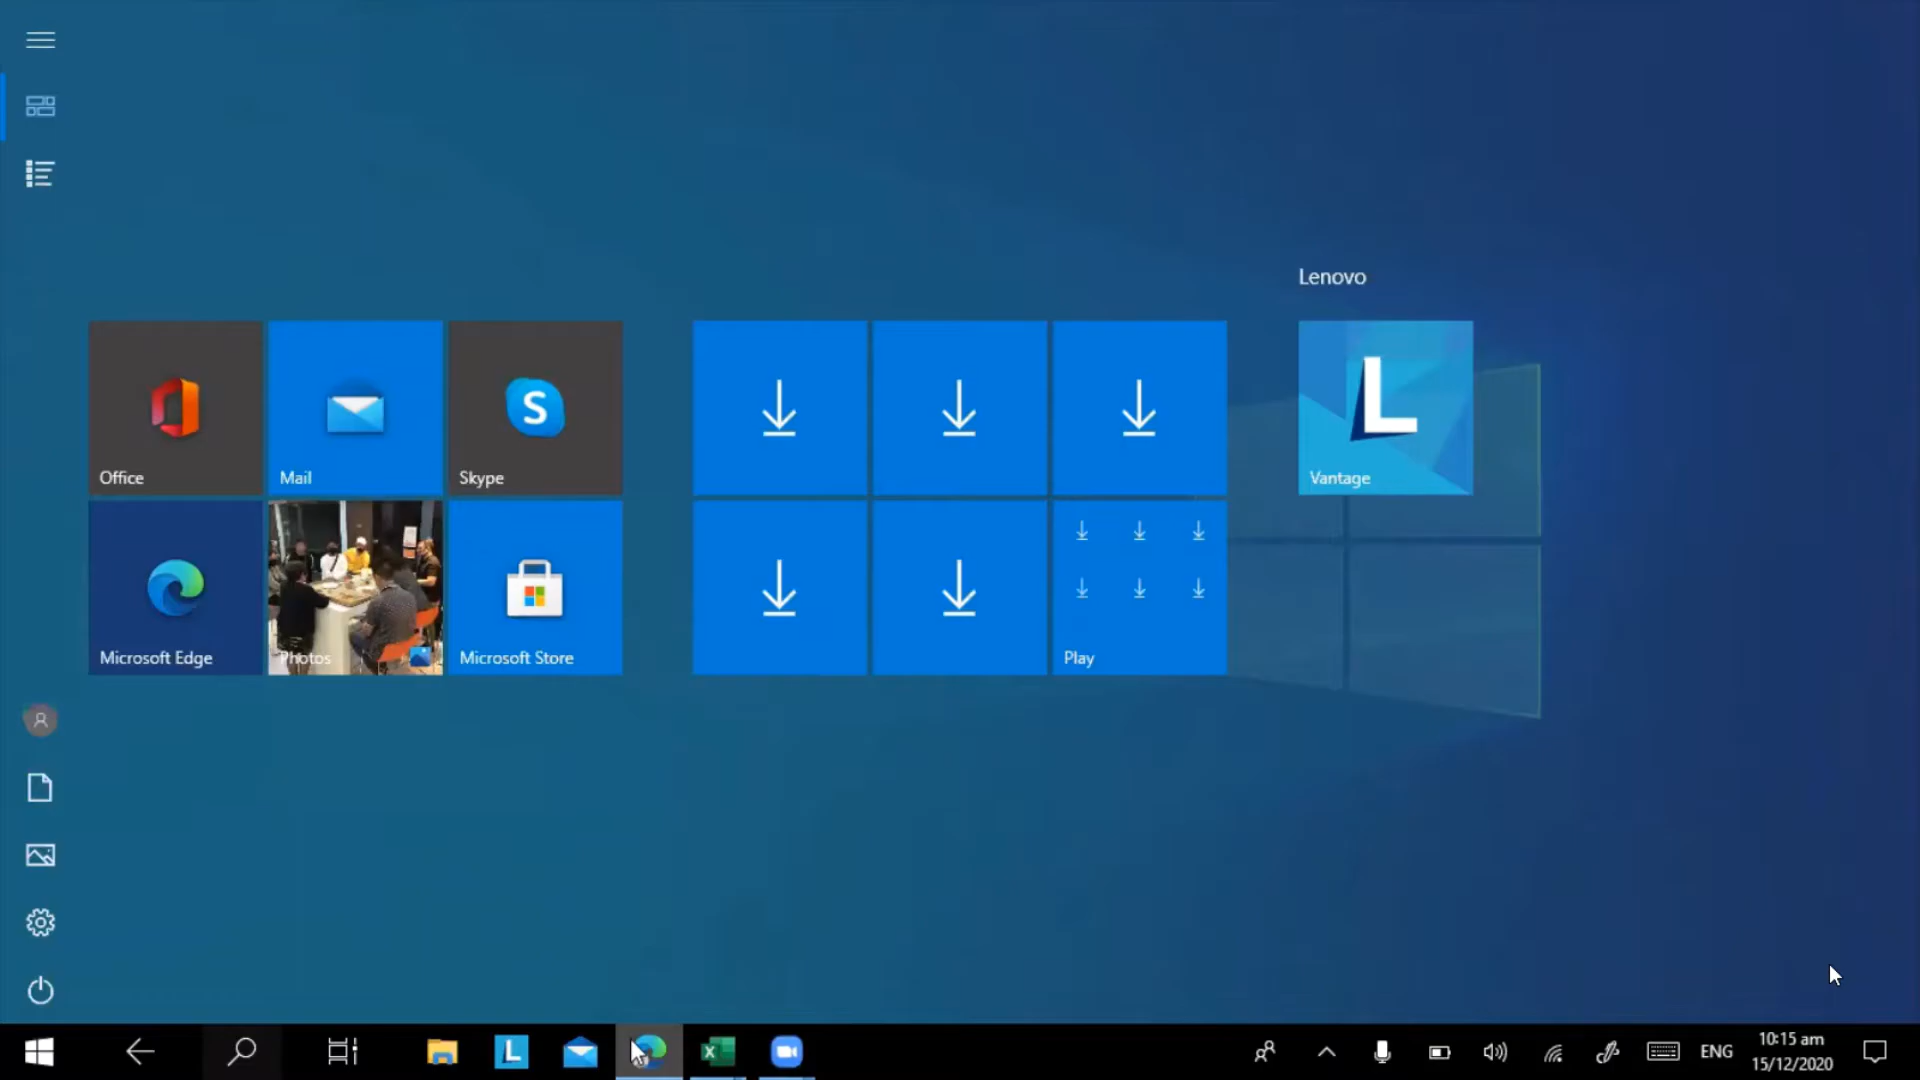 Lenovo
Office
Mail
Skype
Vantage
Microsoft Edge
Photos
Microsoft Store
Play
ENG
10:15 am
15/12/2020